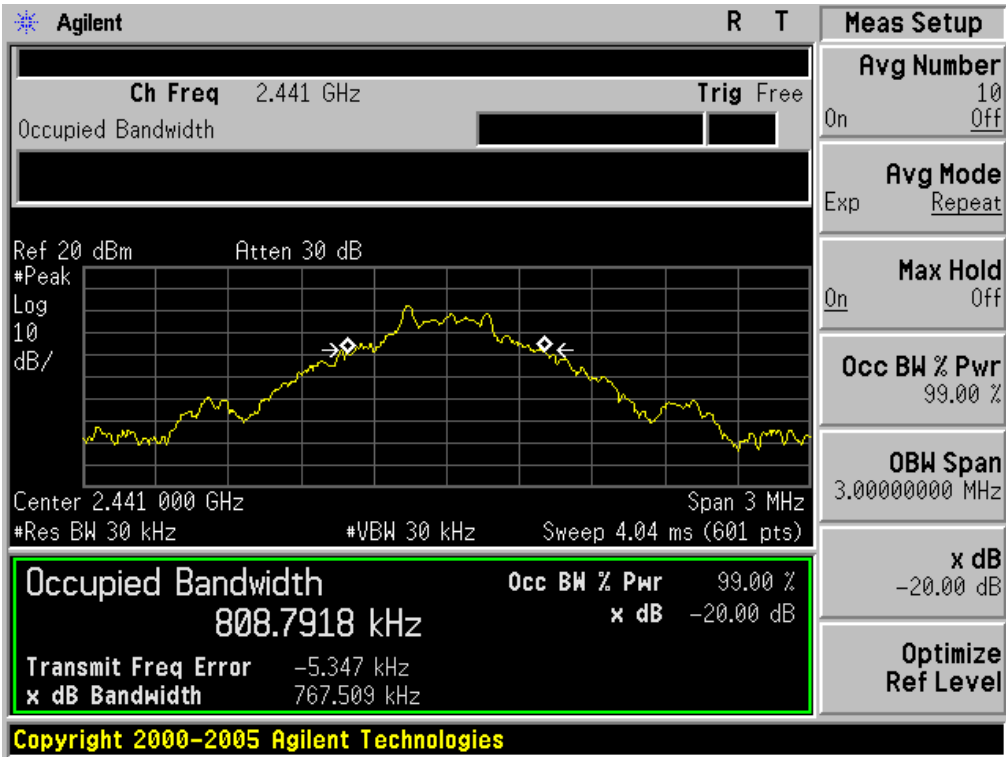 Agilent R T Meas Setup
Ch Freq 2.441 GHz Trig Free
Occupied Bandwidth
Ref 20 dBm Atten 30 dB
#Peak
Log
10
dB/
Center 2.441 000 GHz Span 3 MHz
#Res BW 30 kHz #VBW 30 kHz Sweep 4.04 ms (601 pts)
Occupied Bandwidth Occ BW % Pwr 99.00 %
808.7918 kHz x dB -20.00 dB
Transmit Freq Error -5.347 kHz
x dB Bandwidth 767.509 kHz
Copyright 2000-2005 Agilent Technologies
Avg Number
10
On Off
Avg Mode
Exp Repeat
Max Hold
On Off
Occ BW % Pwr
99.00 %
OBW Span
3.00000000 MHz
x dB
-20.00 dB
Optimize
Ref Level